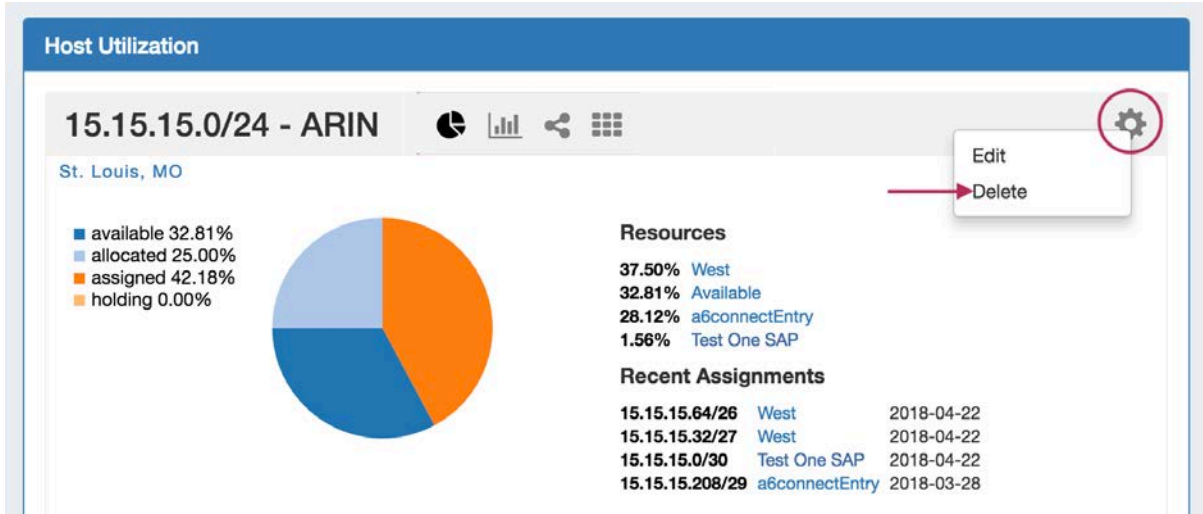 Host Utilization
15.15.15.0/24 - ARIN
Edit
Delete
St. Louis, MO
available 32.81%
allocated 25.00%
assigned 42.18%
holding 0.00%
Resources
37.50% West
32.81% Available
28.12% a6connectEntry
1.56% Test One SAP
Recent Assignments
15.15.15.64/26 West 2018-04-22
15.15.15.32/27 West 2018-04-22
15.15.15.0/30 Test One SAP 2018-04-22
15.15.15.208/29 a6connectEntry 2018-03-28